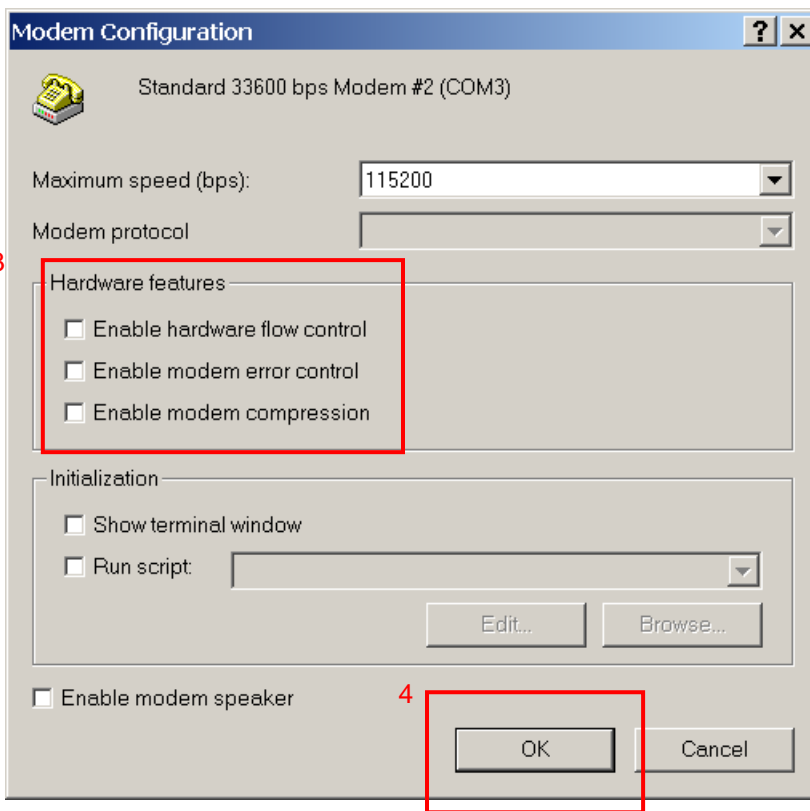 Modem Configuration
Standard 33600 bps Modem #2 (COM3)
Maximum speed (bps): 115200
Modem protocol
3
Hardware features
Enable hardware flow control
Enable modem error control
Enable modem compression
Initialization
Show terminal window
Run script:
Edit... Browse...
Enable modem speaker
4
OK Cancel